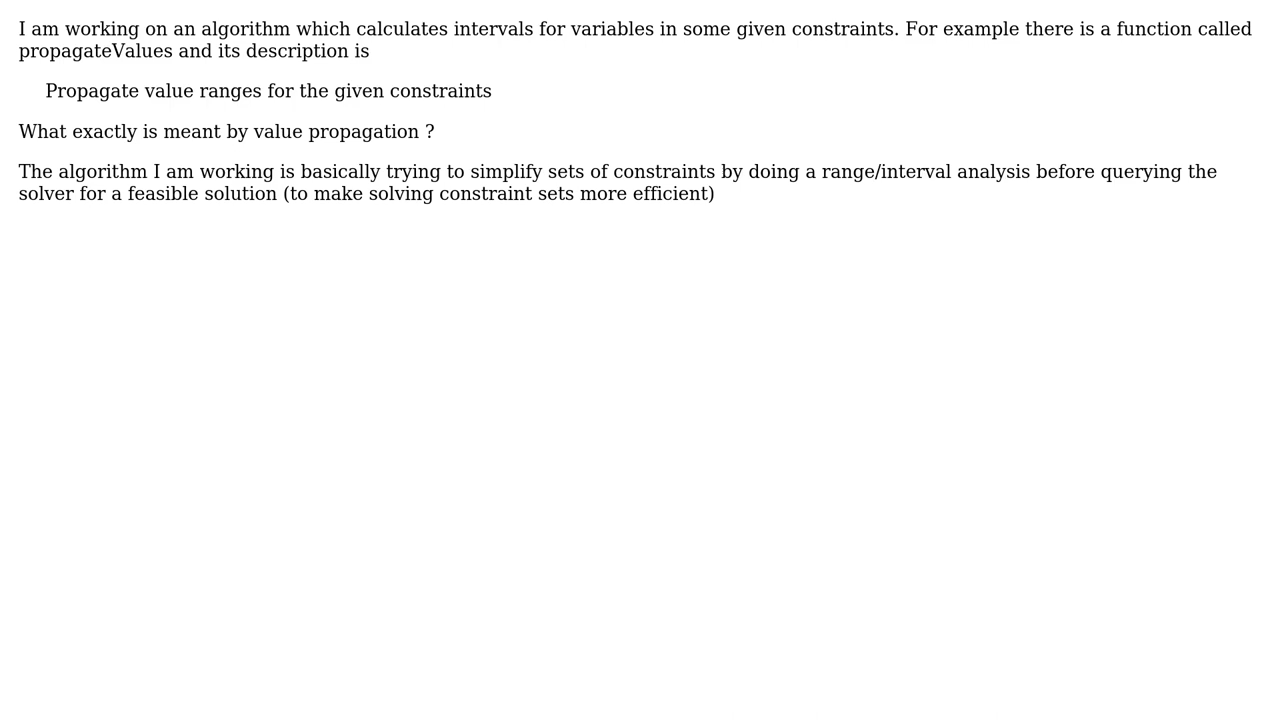 I am working on an algorithm which calculates intervals for variables in some given constraints. For example there is a function called
propagateValues and its description is
Propagate value ranges for the given constraints
What exactly is meant by value propagation ?
The algorithm I am working is basically trying to simplify sets of constraints by doing a range/interval analysis before querying the
solver for a feasible solution (to make solving constraint sets more efficient)